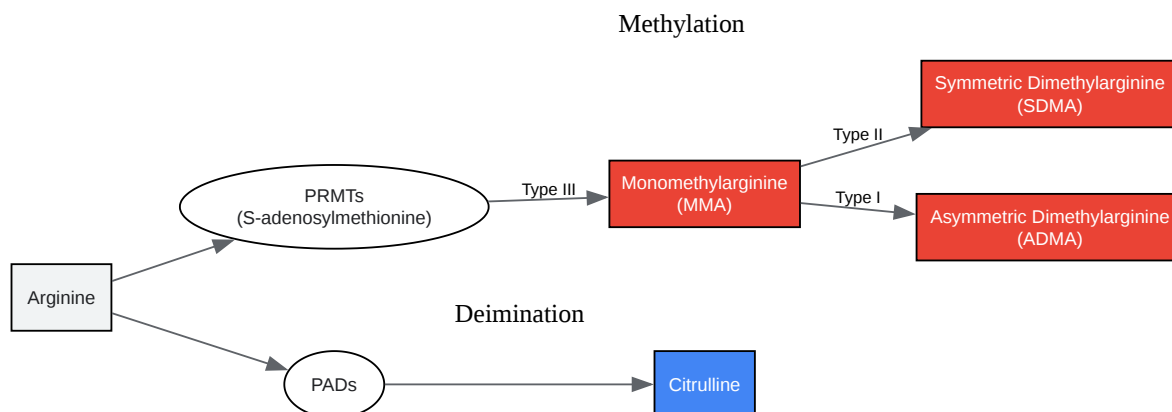 Methylation
Symmetric Dimethylarginine
(SDMA)
Type II
PRMTs
(S-adenosylmethionine)
Type III
Monomethylarginine
(MMA)
Type I
Asymmetric Dimethylarginine
(ADMA)
Arginine
Deimination
PADs
Citrulline